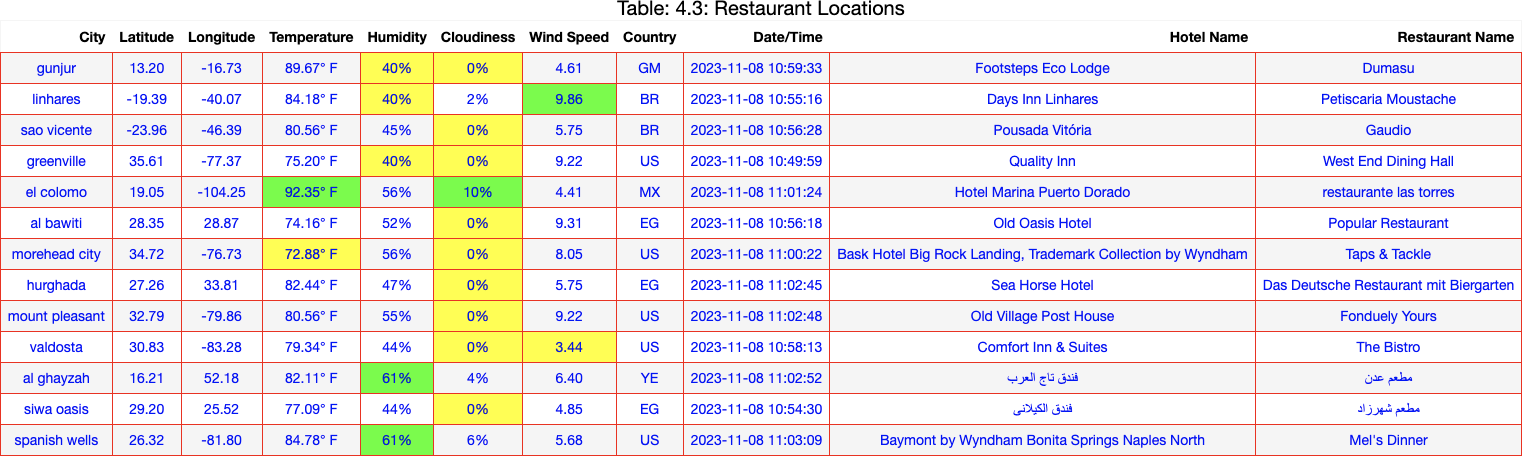 Table: 4.3: Restaurant Locations
City Latitude Longitude Temperature Humidity Cloudiness Wind Speed Country Date/Time Hotel Name Restaurant Name
gunjur 13.20 -16.73 89.67° F 40% 0% 4.61 GM 2023-11-08 10:59:33 Footsteps Eco Lodge Dumasu
linhares -19.39 -40.07 84.18° F 40% 2% 9.86 BR 2023-11-08 10:55:16 Days Inn Linhares Petiscaria Moustache
sao vicente -23.96 -46.39 80.56° F 45% 0% 5.75 BR 2023-11-08 10:56:28 Pousada Vitória Gaudio
greenville 35.61 -77.37 75.20° F 40% 0% 9.22 US 2023-11-08 10:49:59 Quality Inn West End Dining Hall
el colomo 19.05 -104.25 92.35° F 56% 10% 4.41 MX 2023-11-08 11:01:24 Hotel Marina Puerto Dorado restaurante las torres
al bawiti 28.35 28.87 74.16° F 52% 0% 9.31 EG 2023-11-08 10:56:18 Old Oasis Hotel Popular Restaurant
morehead city 34.72 -76.73 72.88° F 56% 0% 8.05 US 2023-11-08 11:00:22 Bask Hotel Big Rock Landing, Trademark Collection by Wyndham Taps & Tackle
hurghada 27.26 33.81 82.44° F 47% 0% 5.75 EG 2023-11-08 11:02:45 Sea Horse Hotel Das Deutsche Restaurant mit Biergarten
mount pleasant 32.79 -79.86 80.56° F 55% 0% 9.22 US 2023-11-08 11:02:48 Old Village Post House Fonduely Yours
valdosta 30.83 -83.28 79.34° F 44% 0% 3.44 US 2023-11-08 10:58:13 Comfort Inn & Suites The Bistro
al ghayzah 16.21 52.18 82.11° F 61% 4% 6.40 YE 2023-11-08 11:02:52 فندق تاج العرب مطعم عدن
siwa oasis 29.20 25.52 77.09° F 44% 0% 4.85 EG 2023-11-08 10:54:30 فندق الكيلانى مطعم شهرزاد
spanish wells 26.32 -81.80 84.78° F 61% 6% 5.68 US 2023-11-08 11:03:09 Baymont by Wyndham Bonita Springs Naples North Mel's Dinner